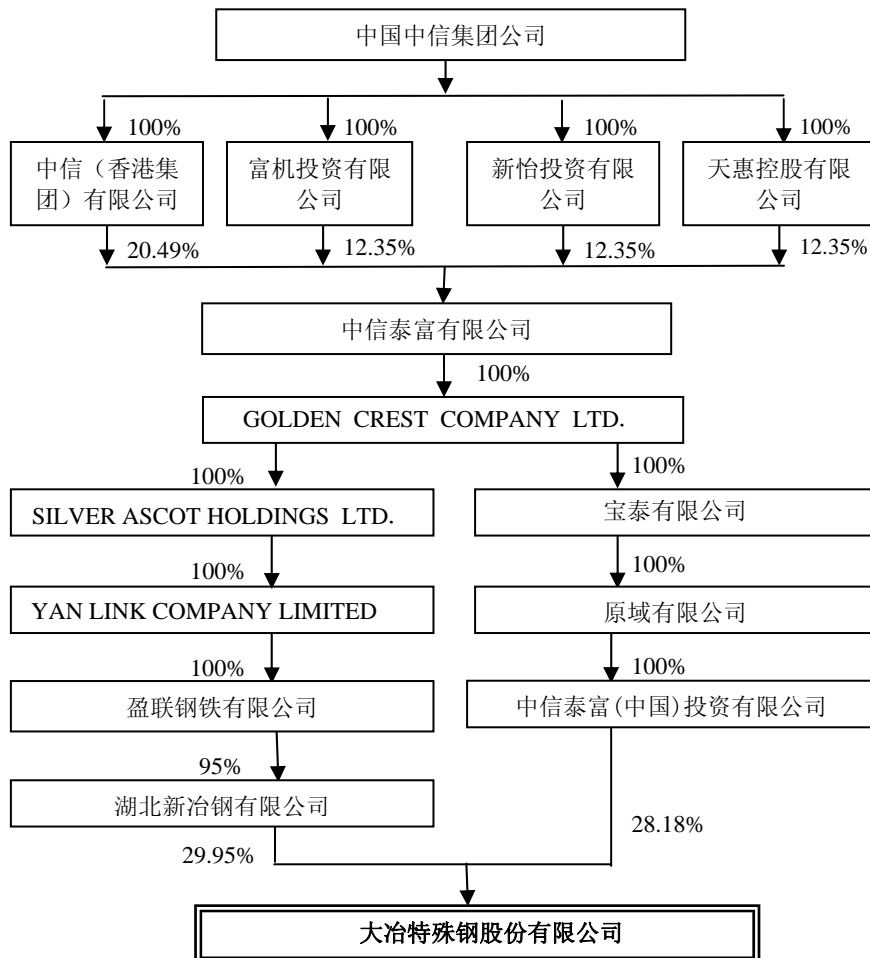 中国中信集团公司
100% 100% 100% 100%
中信（香港集
团）有限公司
富机投资有限
公司
新怡投资有限
公司
天惠控股有限
公司
20.49% 12.35% 12.35% 12.35%
中信泰富有限公司
100%
GOLDEN CREST COMPANY LTD.
100% 100%
SILVER ASCOT HOLDINGS LTD. 宝泰有限公司
100% 100%
YAN LINK COMPANY LIMITED 原域有限公司
100% 100%
盈联钢铁有限公司 中信泰富(中国)投资有限公司
95%
湖北新冶钢有限公司
28.18%
29.95%
大冶特殊钢股份有限公司